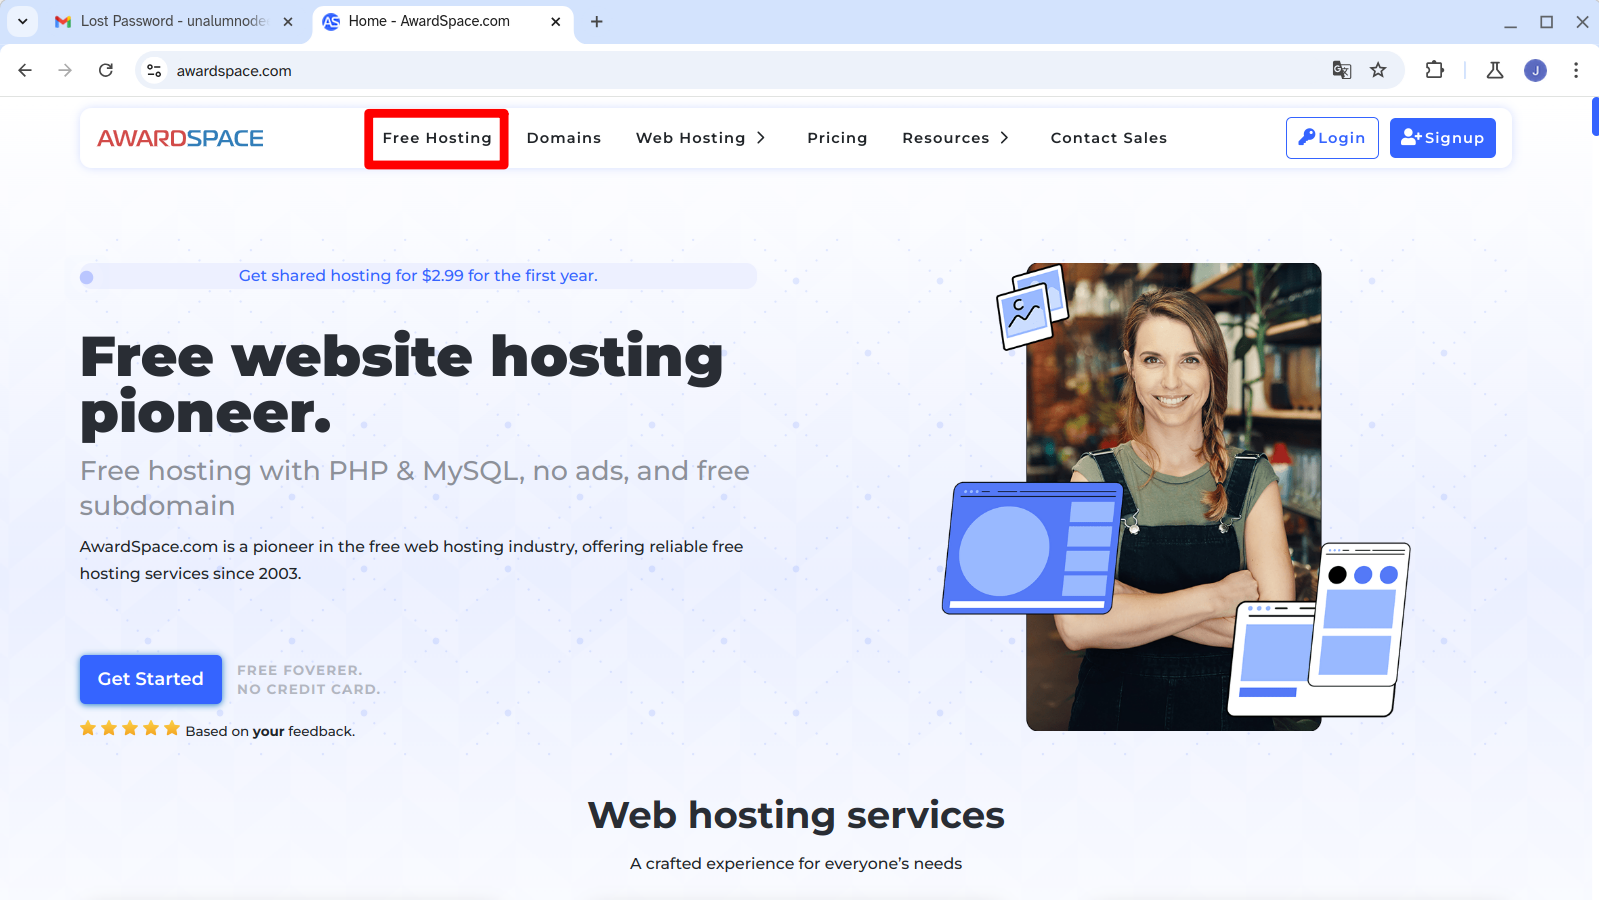 Lost Password - unalumnode
Home - AwardSpace.com
awardspace.com
J
AWARDSPACE
Free Hosting
Domains
Web Hosting
Pricing
Resources
Contact Sales
Login
Signup
Get shared hosting for $2.99 for the first year.
Free website hosting
pioneer.
Free hosting with PHP & MySQL, no ads, and free
subdomain
AwardSpace.com is a pioneer in the free web hosting industry, offering reliable free
hosting services since 2003.
Get Started
FREE FOVERER.
NO CREDIT CARD.
Based on your feedback.
Web hosting services
A crafted experience for everyone’s needs